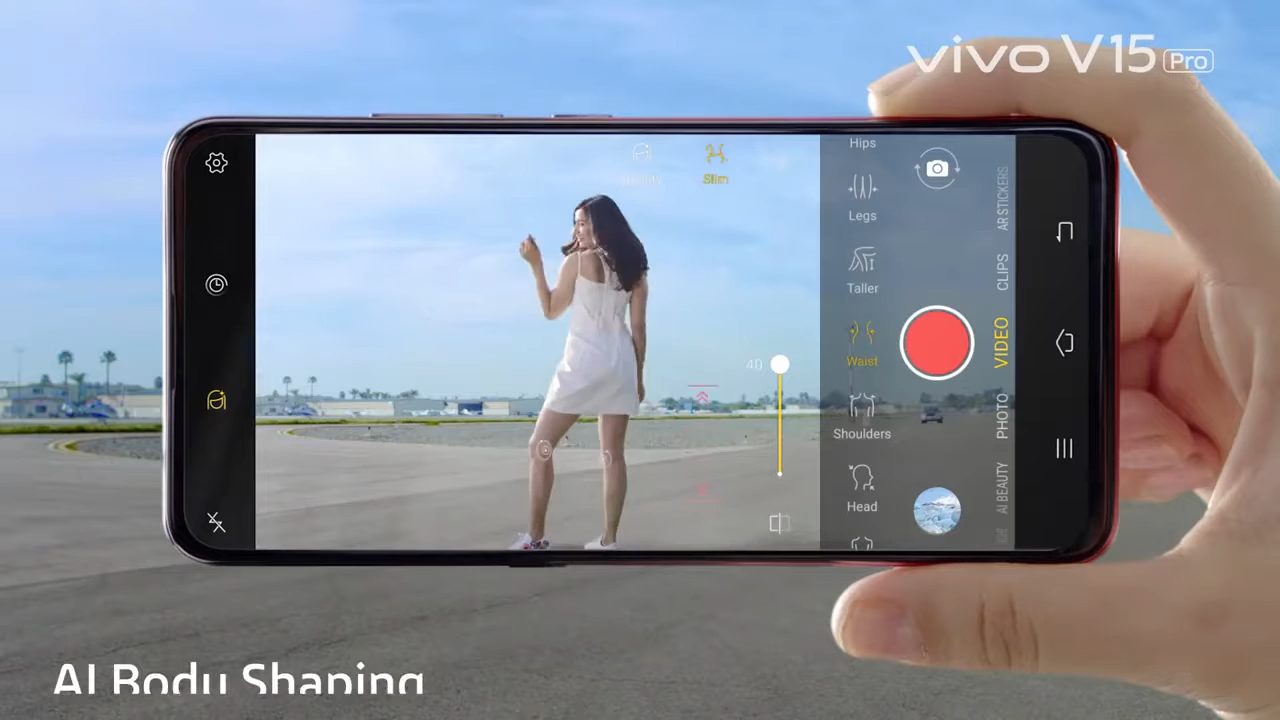 vivo V15 Pro
Slim
Hips
Legs
Taller
Waist
Shoulders
Head
40
AR STICKERS
CLIPS
VIDEO
PHOTO
AI BEAUTY
AI Body Shaping